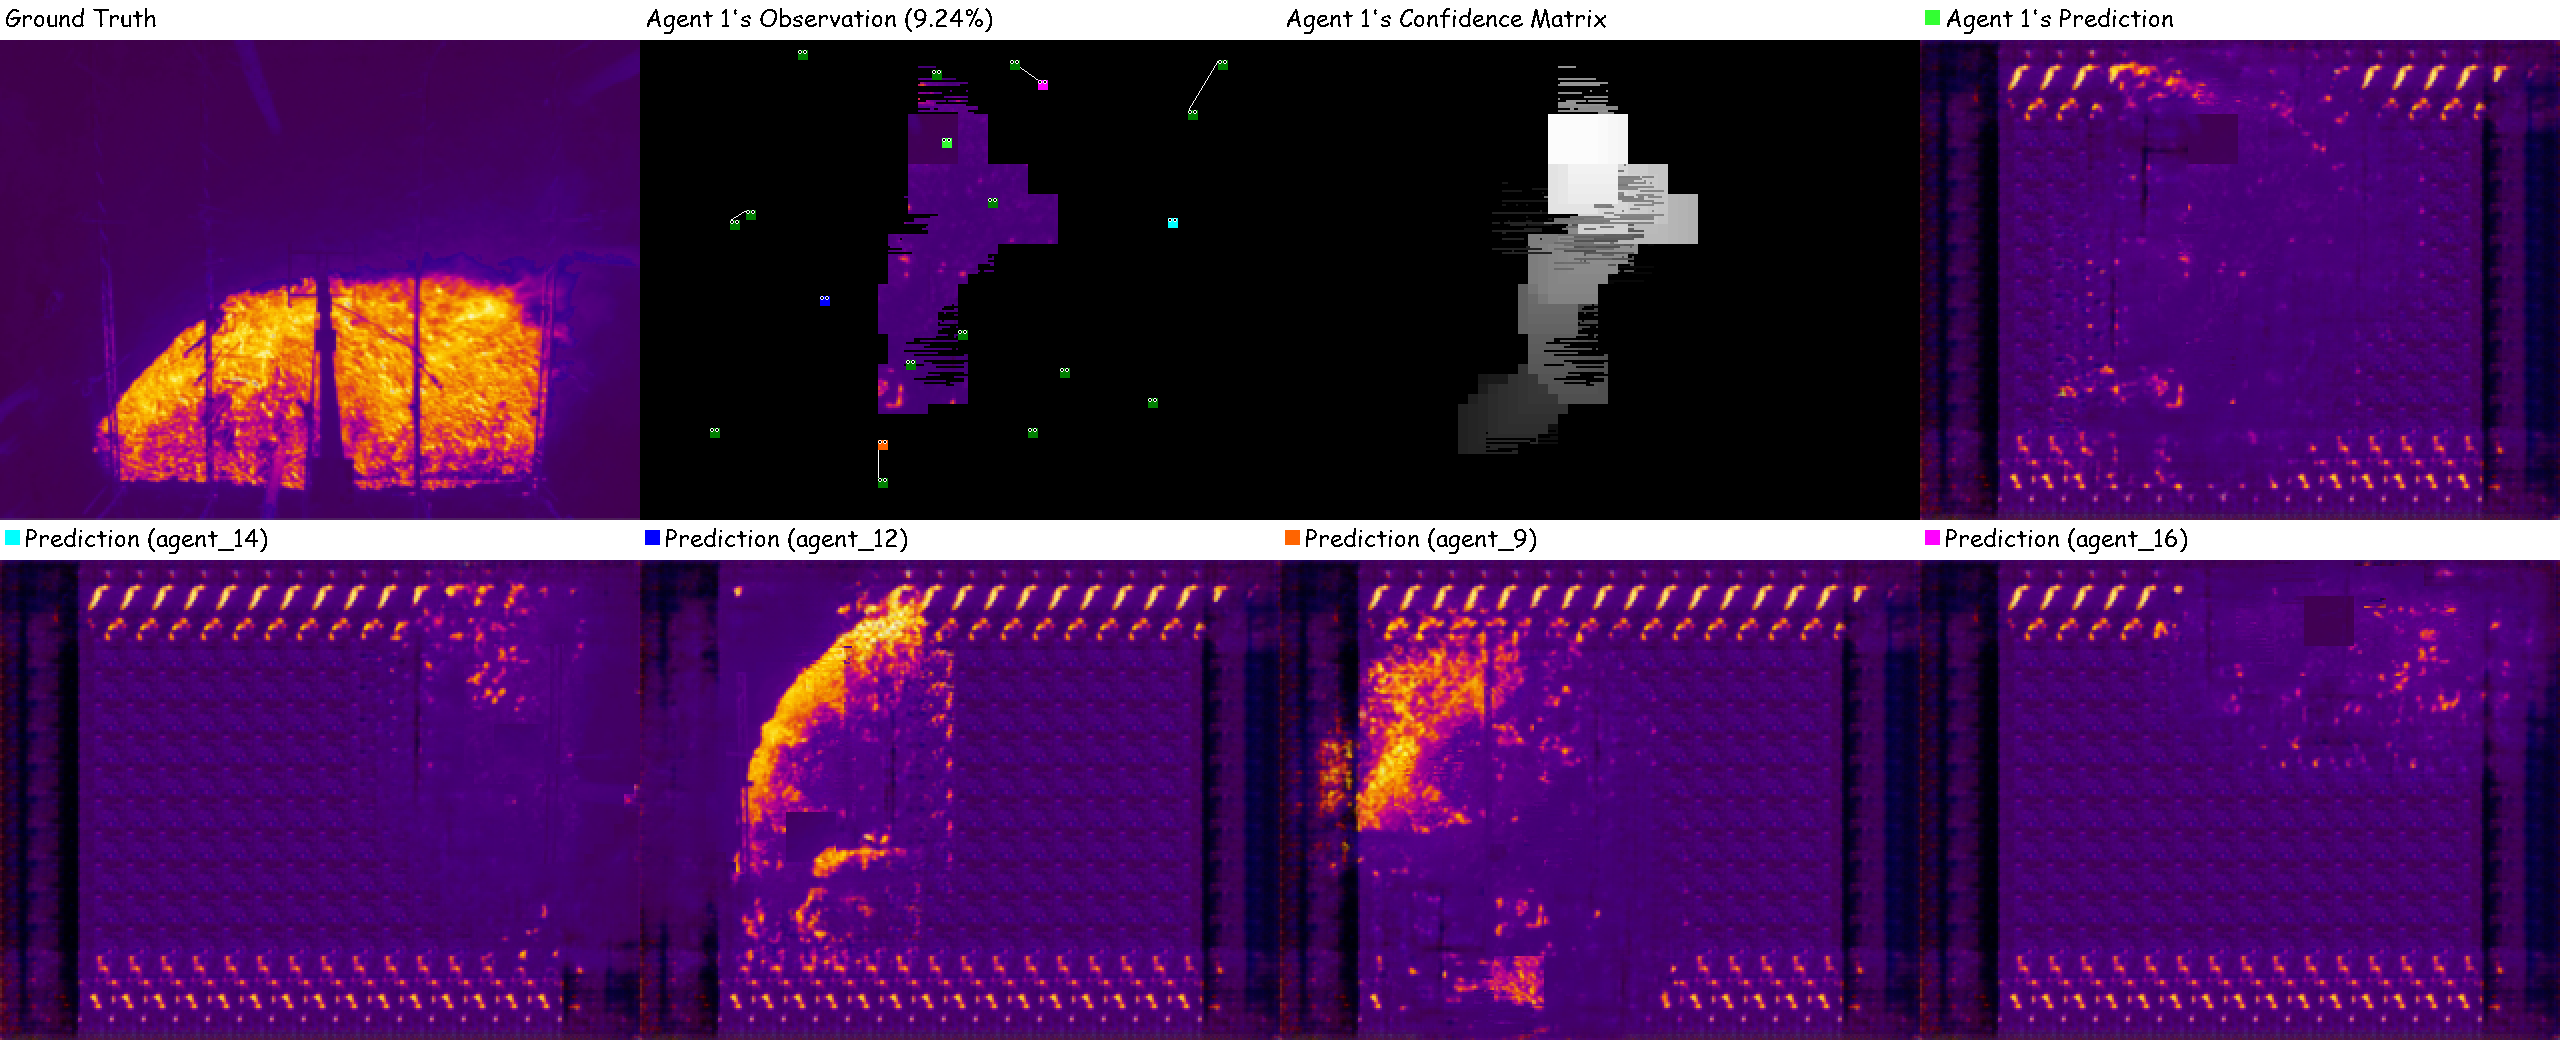 Ground Truth
Agent 1's Observation (9.24%)
Agent 1's Confidence Matrix
Agent 1's Prediction
Prediction (agent_14)
Prediction (agent_12)
Prediction (agent_9)
Prediction (agent_16)